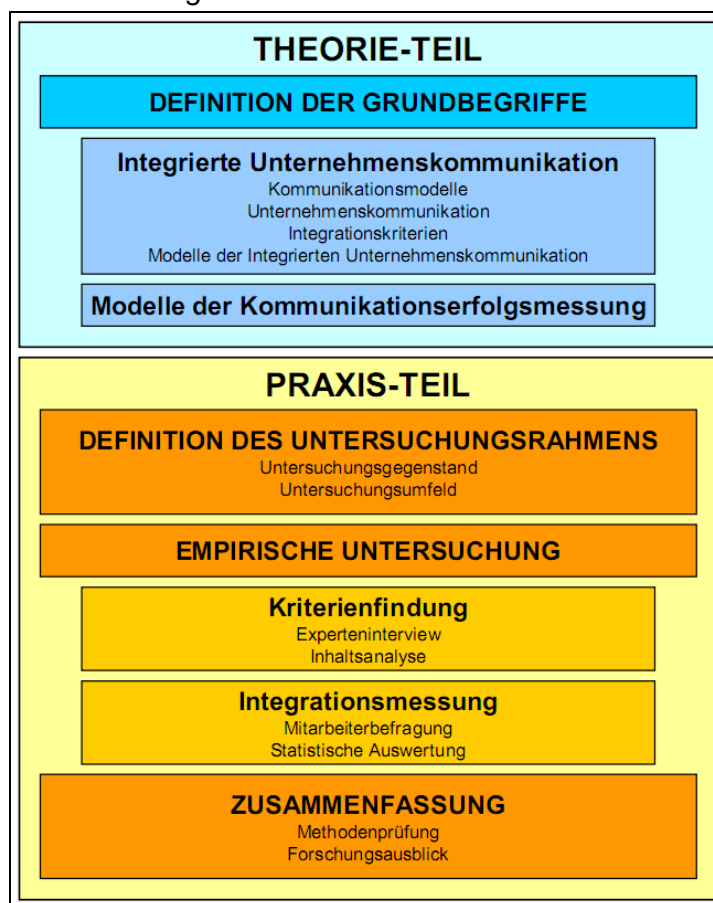 THEORIE-TEIL
DEFINITION DER GRUNDBEGRIFFE
Integrierte Unternehmenskommunikation
Kommunikationsmodelle
Unternehmenskommunikation
Integrationskriterien
Modelle der Integrierten Unternehmenskommunikation
Modelle der Kommunikationserfolgsmessung
PRAXIS-TEIL
DEFINITION DES UNTERSUCHUNGSRAHMENS
Untersuchungsgegenstand
Untersuchungsumfeld
EMPIRISCHE UNTERSUCHUNG
Kriterienfindung
Experteninterview
Inhaltsanalyse
Integrationsmessung
Mitarbeiterbefragung
Statistische Auswertung
ZUSAMMENFASSUNG
Methodenprüfung
Forschungsausblick